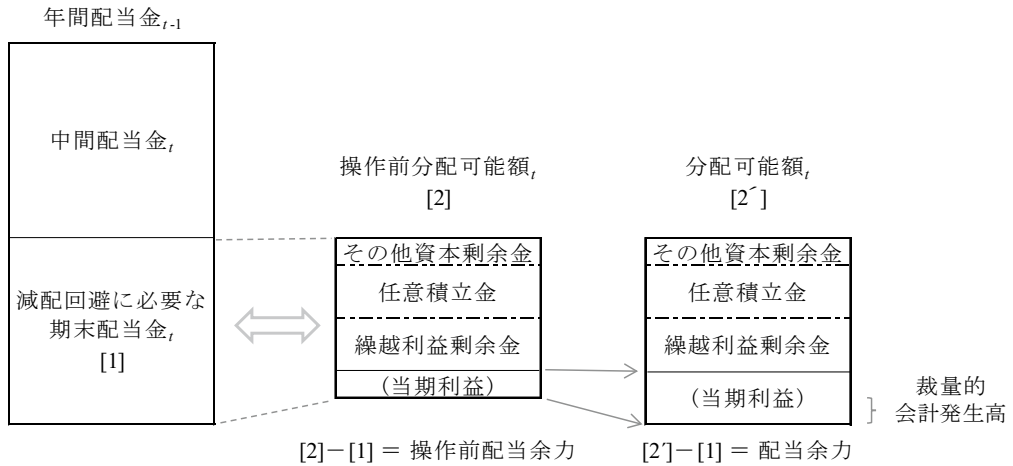 年間配当金t-1
中間配当金t
減配回避に必要な
期末配当金t
[1]
操作前分配可能額t
[2]
その他資本剰余金
任意積立金
繰越利益剰余金
(当期利益)
[2]－[1] ＝ 操作前配当余力
分配可能額t
[2´]
その他資本剰余金
任意積立金
繰越利益剰余金
(当期利益)
[2´]－[1] ＝ 配当余力
裁量的
会計発生高